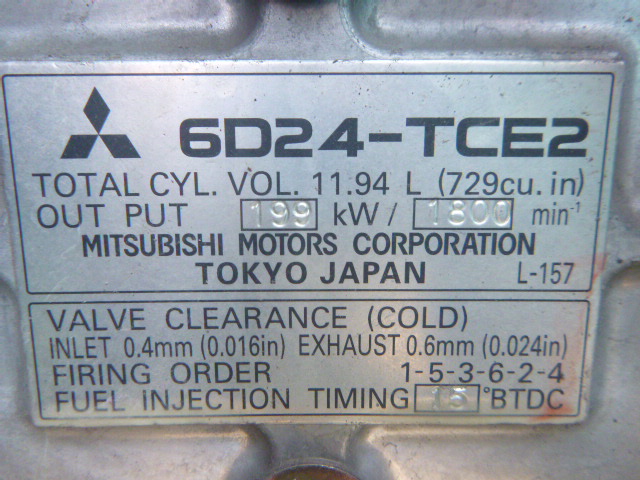 6D24-TCE2
TOTAL CYL. VOL. 11.94 L (729cu. in)
OUT PUT 199 kW / 1800 min⁻¹
MITSUBISHI MOTORS CORPORATION
TOKYO JAPAN L-157
VALVE CLEARANCE (COLD)
INLET 0.4mm (0.016in) EXHAUST 0.6mm (0.024in)
FIRING ORDER 1-5-3-6-2-4
FUEL INJECTION TIMING 15 °BTDC